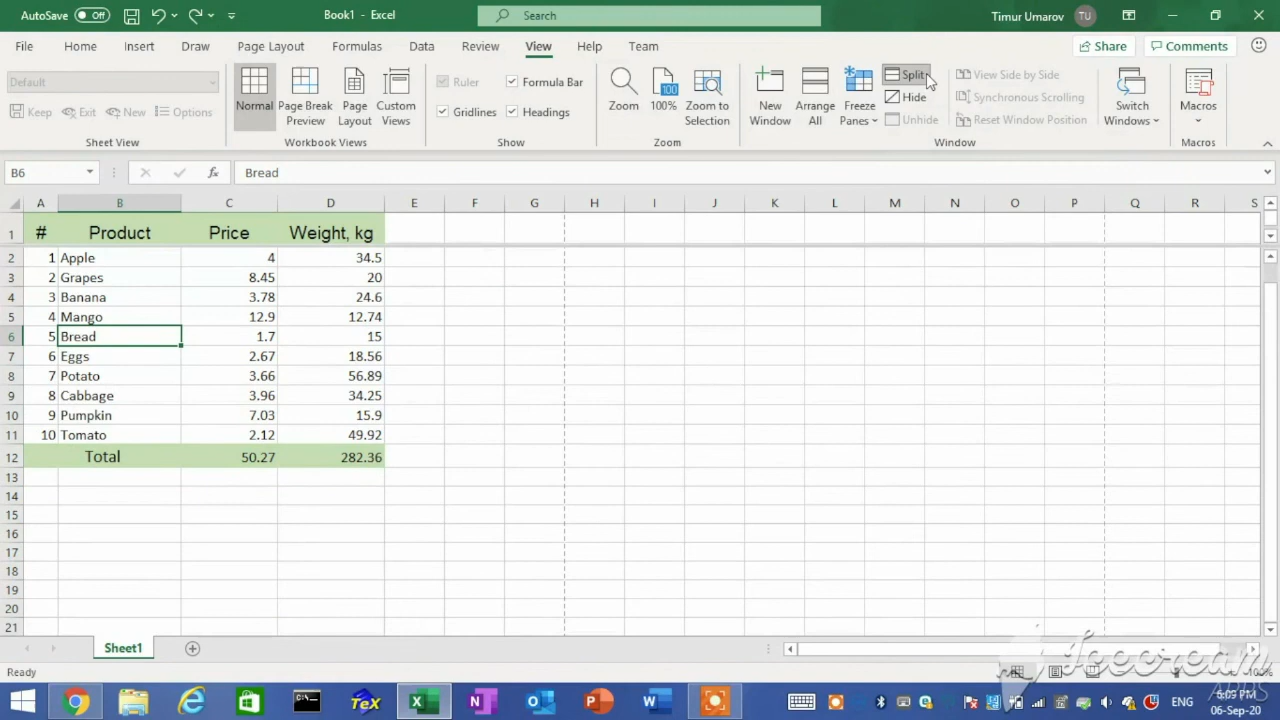 AutoSave Off Book1 - Excel Search Timur Umarov TU
File Home Insert Draw Page Layout Formulas Data Review View Help Team Share Comments
Default
Keep Exit New Options
Sheet View
Normal
Page Break Preview
Page Layout
Custom Views
Workbook Views
Ruler Formula Bar
Gridlines Headings
Show
Zoom
100 100%
Zoom to Selection
Zoom
New Window
Arrange All
Freeze Panes
Split
Hide
Unhide
View Side by Side
Synchronous Scrolling
Reset Window Position
Switch Windows
Window
Macros
Macros
B6 fx Bread
A B C D E F G H I J K L M N O P Q R S
1 # Product Price Weight, kg
2 1 Apple 4 34.5
3 2 Grapes 8.45 20
4 3 Banana 3.78 24.6
5 4 Mango 12.9 12.74
6 5 Bread 1.7 15
7 6 Eggs 2.67 18.56
8 7 Potato 3.66 56.89
9 8 Cabbage 3.96 34.25
10 9 Pumpkin 7.03 15.9
11 10 Tomato 2.12 49.92
12 Total 50.27 282.36
13
14
15
16
17
18
19
20
21
Sheet1
Ready 100%
Icecream
Apps
ENG 6:09 PM
06-Sep-20